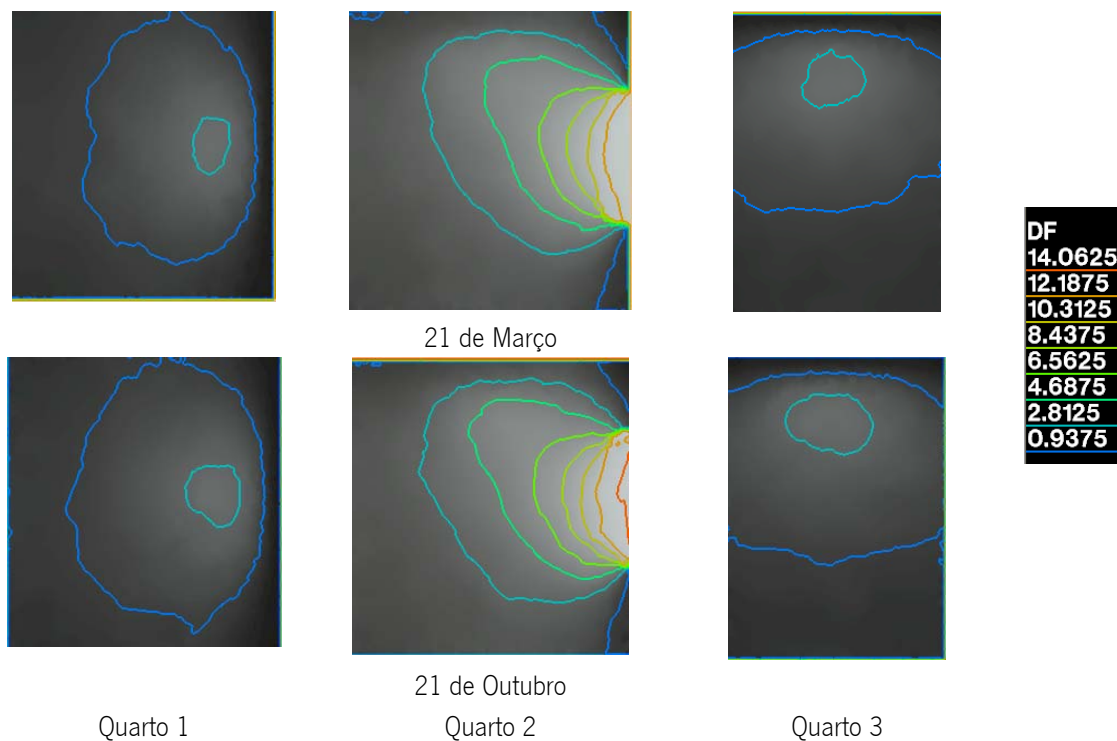 21 de Março
DF
14.0625
12.1875
10.3125
8.4375
6.5625
4.6875
2.8125
0.9375
21 de Outubro
Quarto 1
Quarto 2
Quarto 3